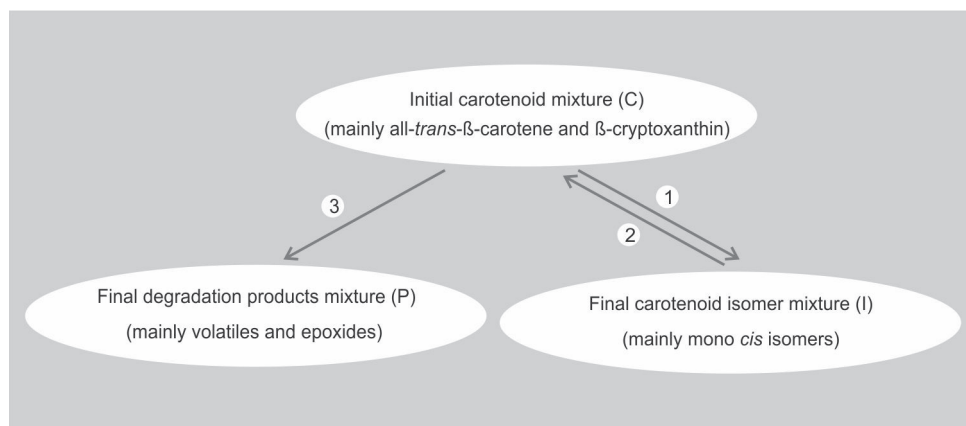 Initial carotenoid mixture (C)
(mainly all-trans-ß-carotene and ß-cryptoxanthin)
3
1
2
Final degradation products mixture (P)
(mainly volatiles and epoxides)
Final carotenoid isomer mixture (I)
(mainly mono cis isomers)